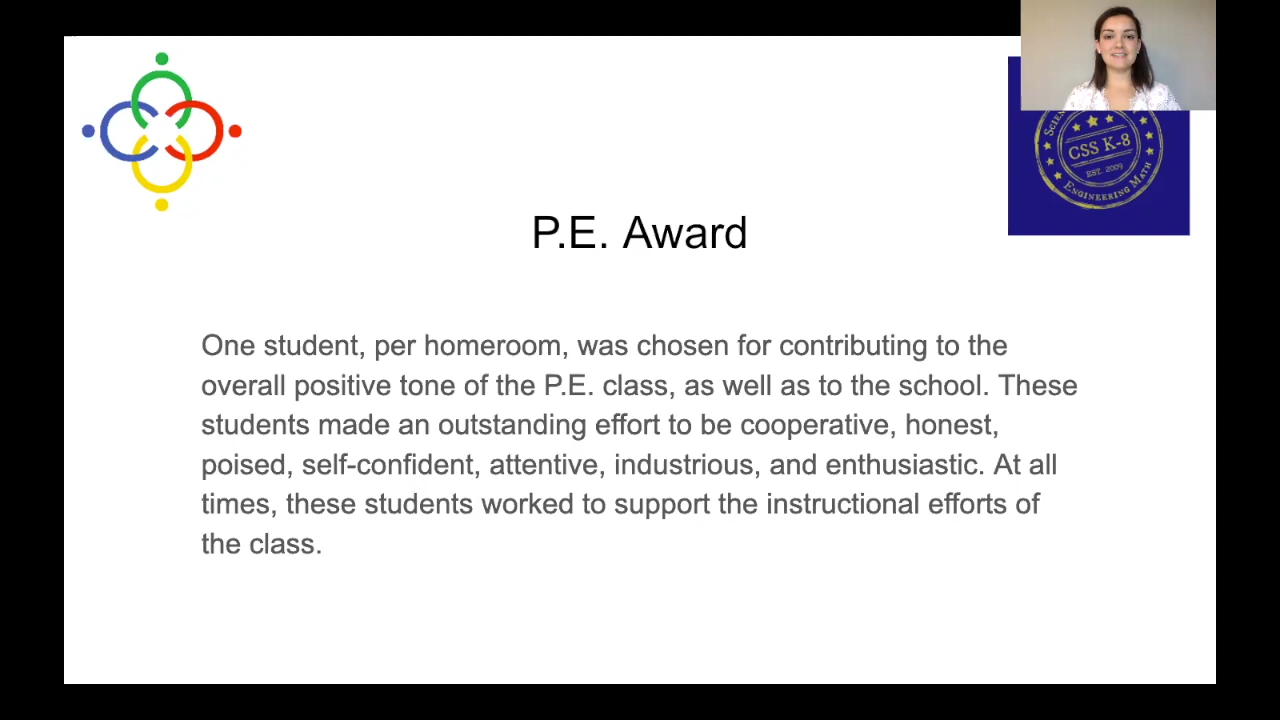 SCIEN
CSS K-8
EST. 2009
ENGINEERING MATH
P.E. Award
One student, per homeroom, was chosen for contributing to the
overall positive tone of the P.E. class, as well as to the school. These
students made an outstanding effort to be cooperative, honest,
poised, self-confident, attentive, industrious, and enthusiastic. At all
times, these students worked to support the instructional efforts of
the class.